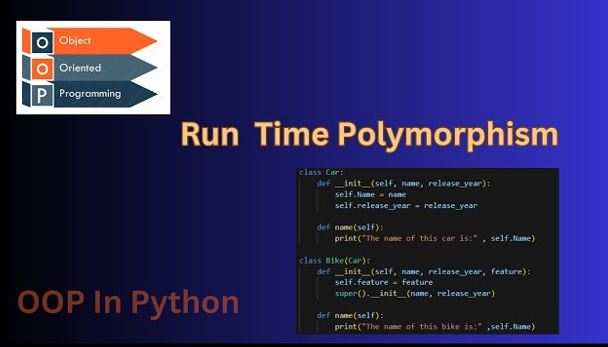 O Object
O Oriented
P Programming
Run Time Polymorphism
class Car:
    def __init__(self, name, release_year):
        self.Name = name
        self.release_year = release_year
    def name(self):
        print("The name of this car is:" , self.Name)
class Bike(Car):
    def __init__(self, name, release_year, feature):
        self.feature = feature
        super().__init__(name, release_year)
    def name(self):
        print("The name of this bike is:" ,self.Name)
OOP In Python